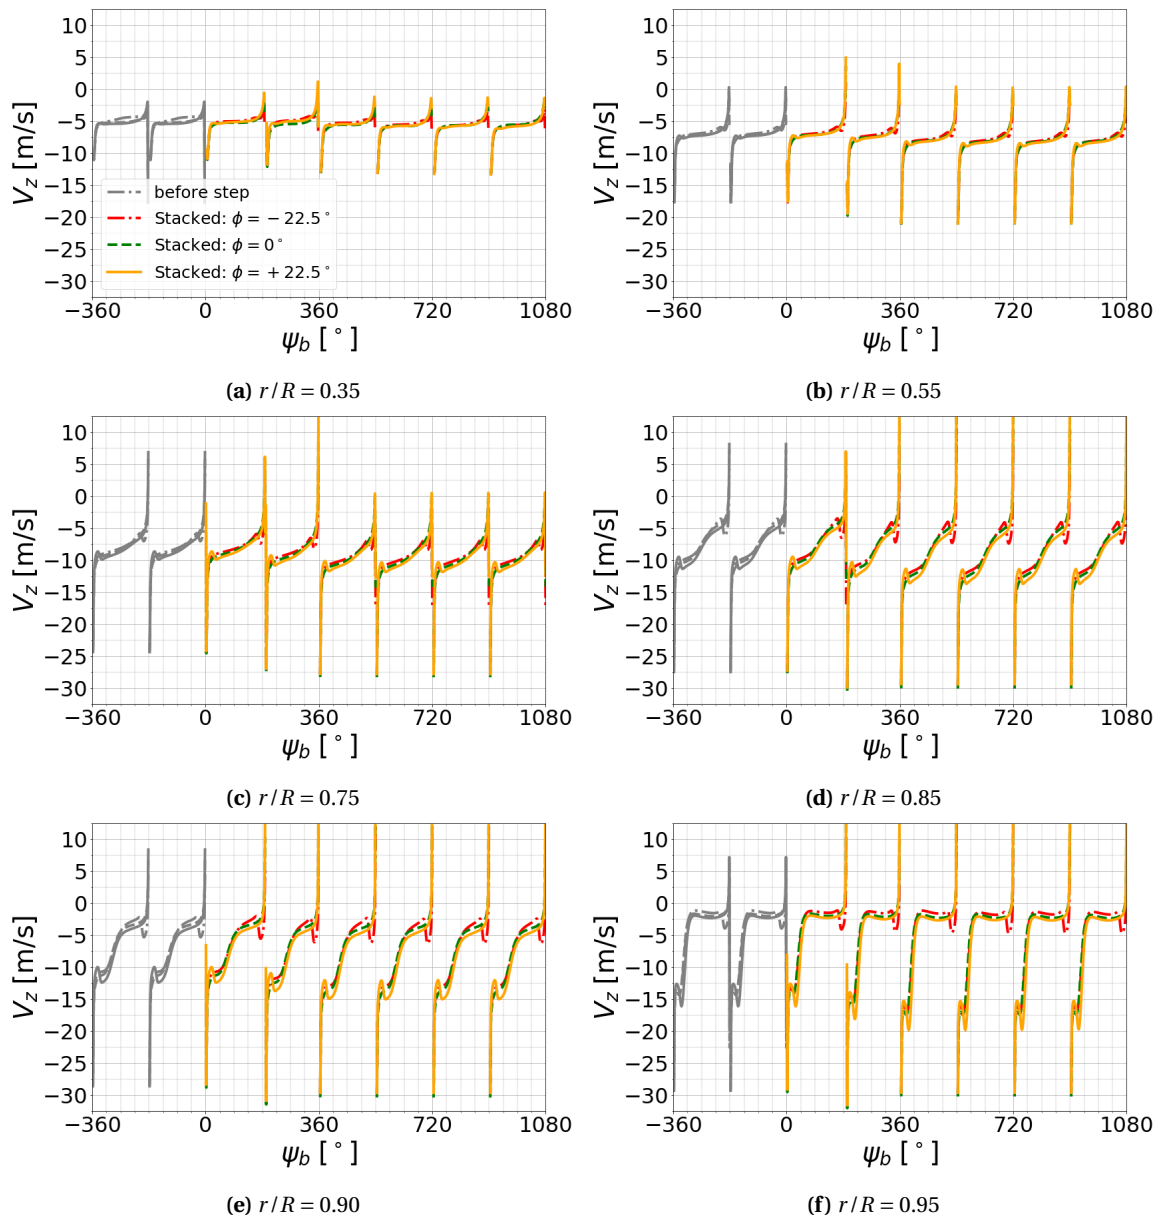 10
5
0
−5
−10
−15
−20
−25
−30
V_z [m/s]
before step
Stacked: ϕ = −22.5°
Stacked: ϕ = 0°
Stacked: ϕ = +22.5°
−360 0 360 720 1080
ψ_b [°]
(a) r/R = 0.35
10
5
0
−5
−10
−15
−20
−25
−30
V_z [m/s]
−360 0 360 720 1080
ψ_b [°]
(b) r/R = 0.55
10
5
0
−5
−10
−15
−20
−25
−30
V_z [m/s]
−360 0 360 720 1080
ψ_b [°]
(c) r/R = 0.75
10
5
0
−5
−10
−15
−20
−25
−30
V_z [m/s]
−360 0 360 720 1080
ψ_b [°]
(d) r/R = 0.85
10
5
0
−5
−10
−15
−20
−25
−30
V_z [m/s]
−360 0 360 720 1080
ψ_b [°]
(e) r/R = 0.90
10
5
0
−5
−10
−15
−20
−25
−30
V_z [m/s]
−360 0 360 720 1080
ψ_b [°]
(f) r/R = 0.95